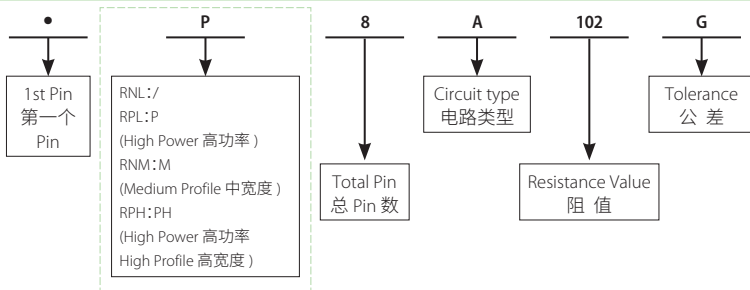 • P 8 A 102 G
1st Pin
第一个
Pin
RNL:/
RPL:P
(High Power 高功率 )
RNM:M
(Medium Profile 中宽度 )
RPH:PH
(High Power 高功率
High Profile 高宽度 )
Total Pin
总 Pin 数
Circuit type
电路类型
Resistance Value
阻 值
Tolerance
公 差